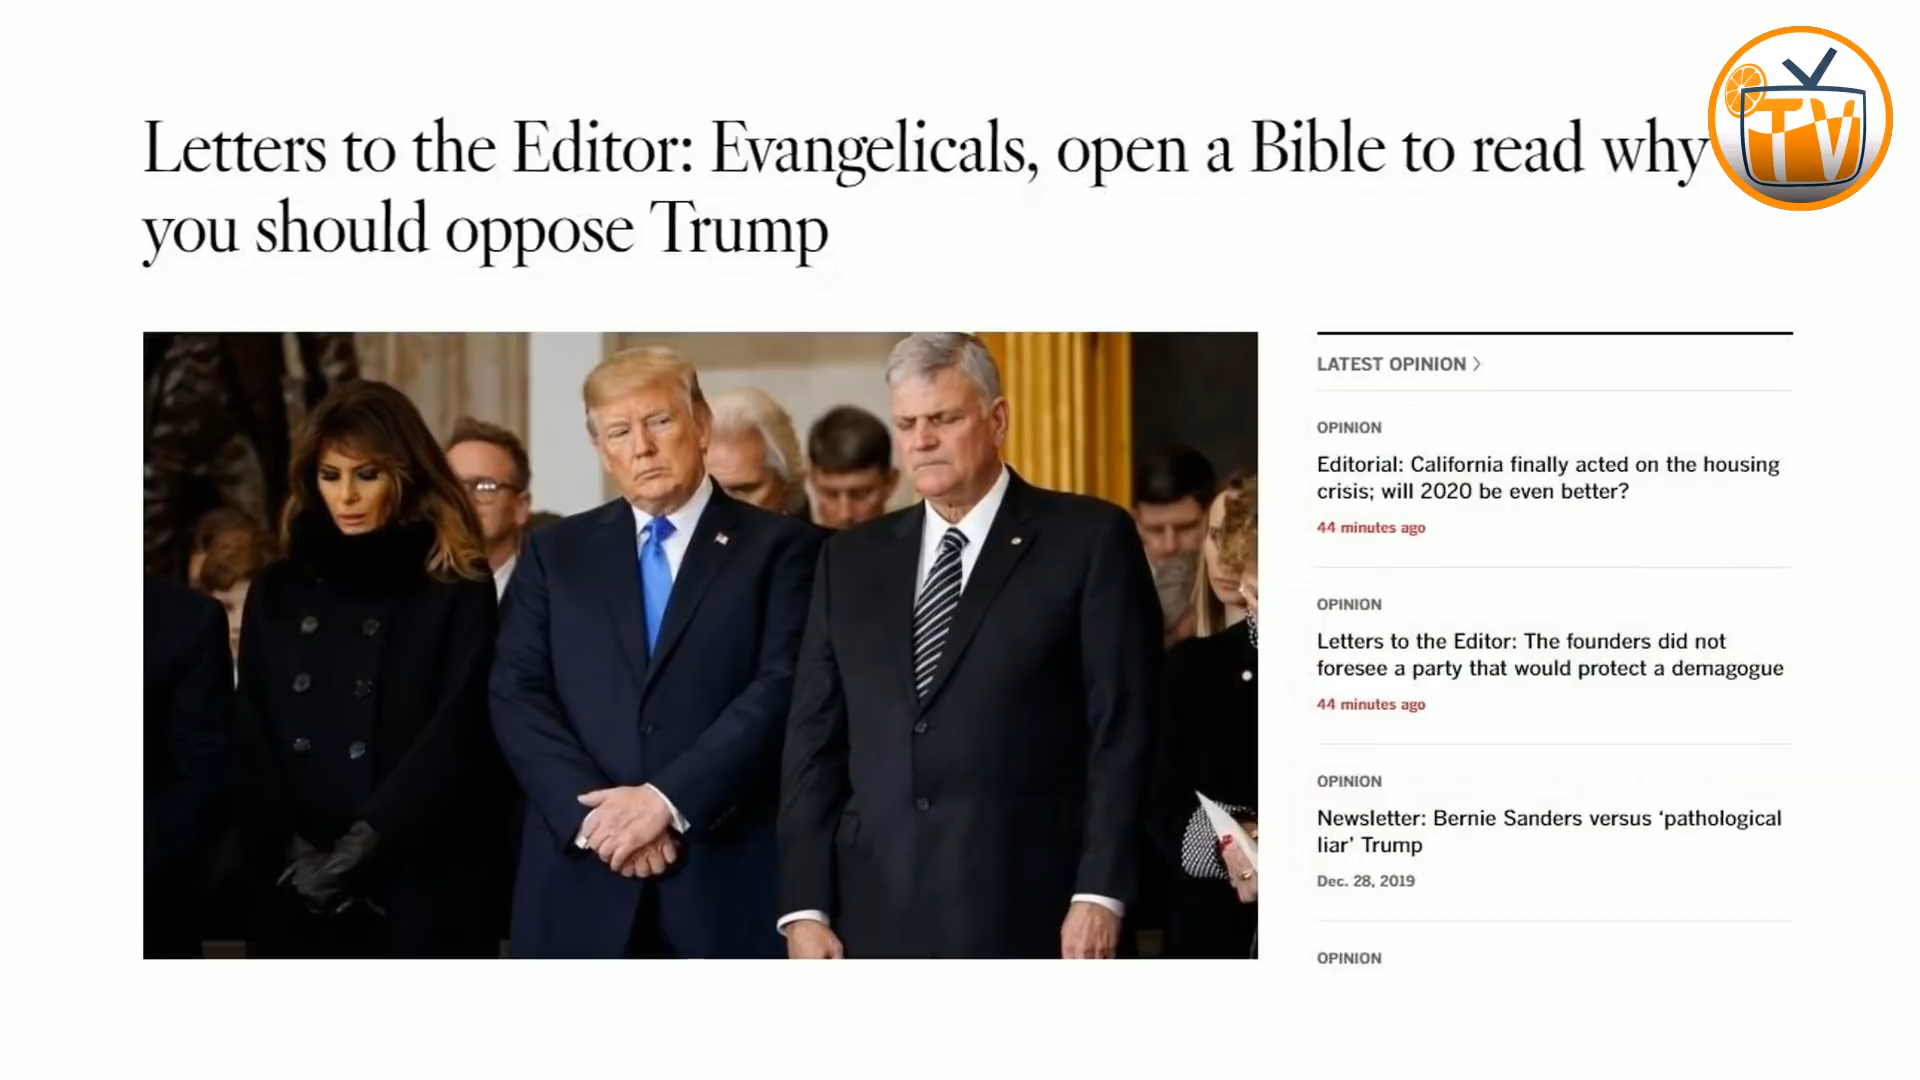 Letters to the Editor: Evangelicals, open a Bible to read why
you should oppose Trump
TV
LATEST OPINION >
OPINION
Editorial: California finally acted on the housing
crisis; will 2020 be even better?
44 minutes ago
OPINION
Letters to the Editor: The founders did not
foresee a party that would protect a demagogue
44 minutes ago
OPINION
Newsletter: Bernie Sanders versus ‘pathological
liar’ Trump
Dec. 28, 2019
OPINION